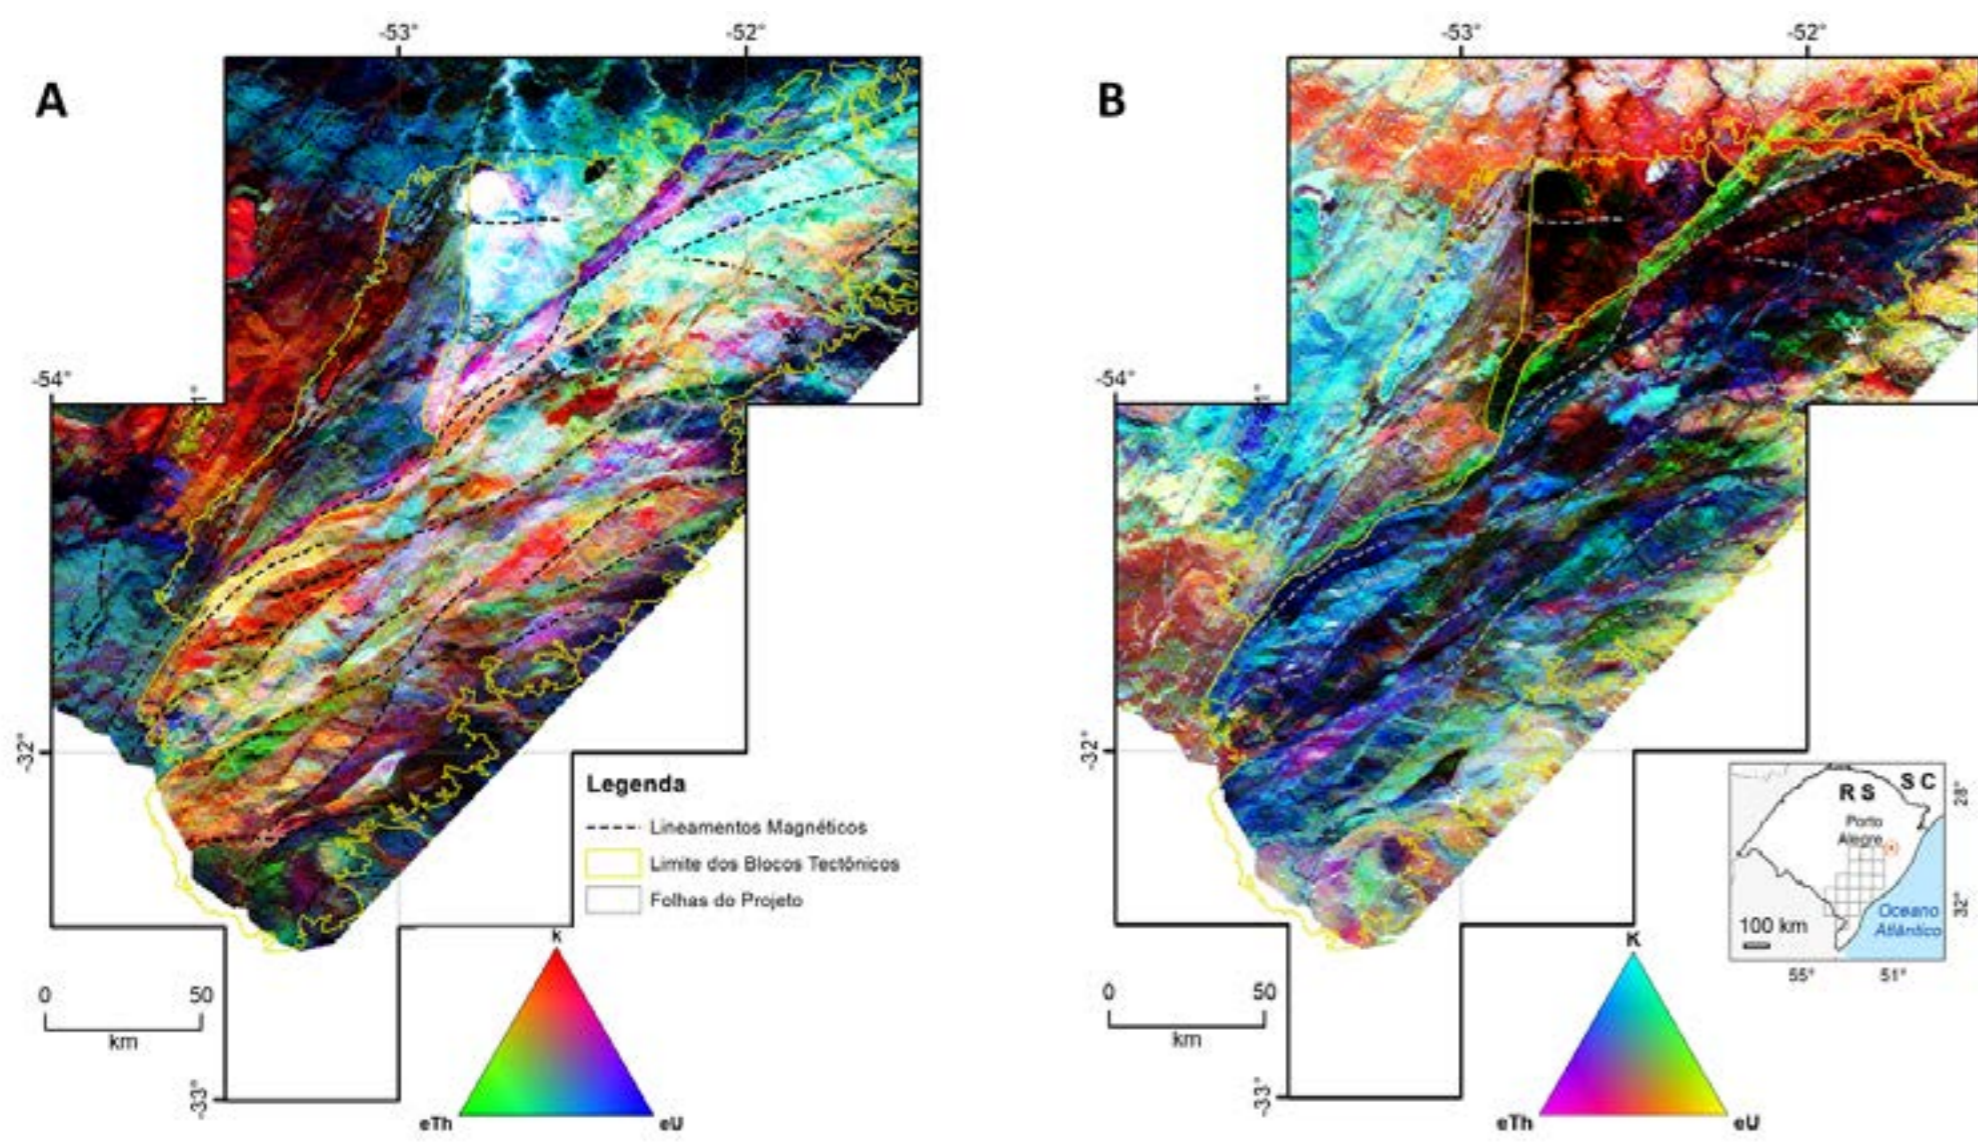 -53°
-52°
A
-54°
-32°
Legenda
Lineamentos Magnéticos
Limite dos Blocos Tectônicos
Folhas do Projeto
0
50
km
-33°
K
eTh
eU
-53°
-52°
B
-54°
-32°
S C
R S
28°
Porto
Alegre
32°
Oceano
Atlântico
100 km
55°
51°
0
50
km
-33°
K
eTh
eU